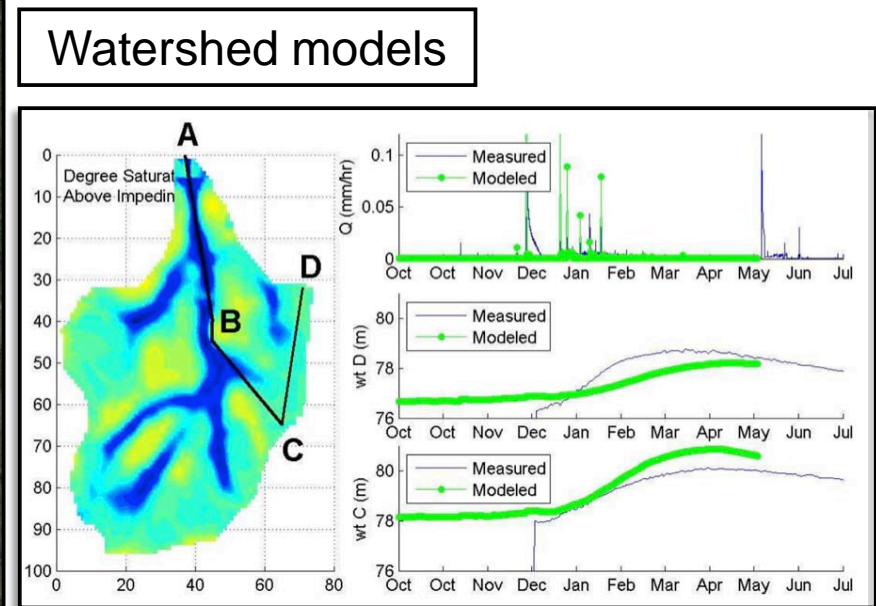 Watershed models
A
0
10
20
30
40
50
60
70
80
90
100
Degree Saturat
Above Impedin
D
B
C
0 20 40 60 80
Q (mm/hr)
0.1
0.05
0
Measured
Modeled
Oct Oct Nov Dec Jan Feb Mar Apr May Jun Jul
wt D (m)
80
78
76
Measured
Modeled
Oct Oct Nov Dec Jan Feb Mar Apr May Jun Jul
wt C (m)
80
78
76
Measured
Modeled
Oct Oct Nov Dec Jan Feb Mar Apr May Jun Jul